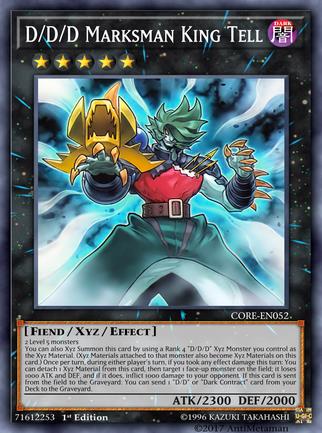 D/D/D Marksman King Tell
DARK
闇
CORE-EN052
[Fiend / Xyz / Effect]
2 Level 5 monsters
You can also Xyz Summon this card by using a Rank 4 "D/D/D" Xyz Monster you control as
the Xyz Material. (Xyz Materials attached to that monster also become Xyz Materials on
this card.) Once per turn, during either player's turn, if you took any effect damage this turn: You
can detach 1 Xyz Material from this card, then target 1 face-up monster on the field; it loses
1000 ATK and DEF, and if it does, inflict 1000 damage to your opponent. If this card is sent
from the field to the Graveyard: You can send 1 "D/D" or "Dark Contract" card from your
Deck to the Graveyard.
ATK/2300 DEF/2000
71612253 1st Edition ©1996 KAZUKI TAKAHASHI
©2017 AntiMetaman